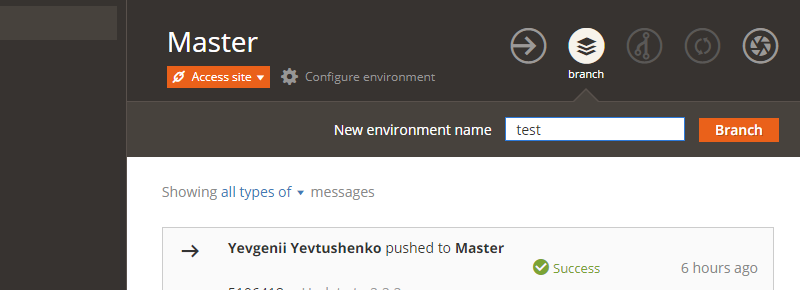 Master
Access site
Configure environment
branch
New environment name
test
Branch
Showing all types of messages
Yevgenii Yevtushenko pushed to Master
Success
6 hours ago